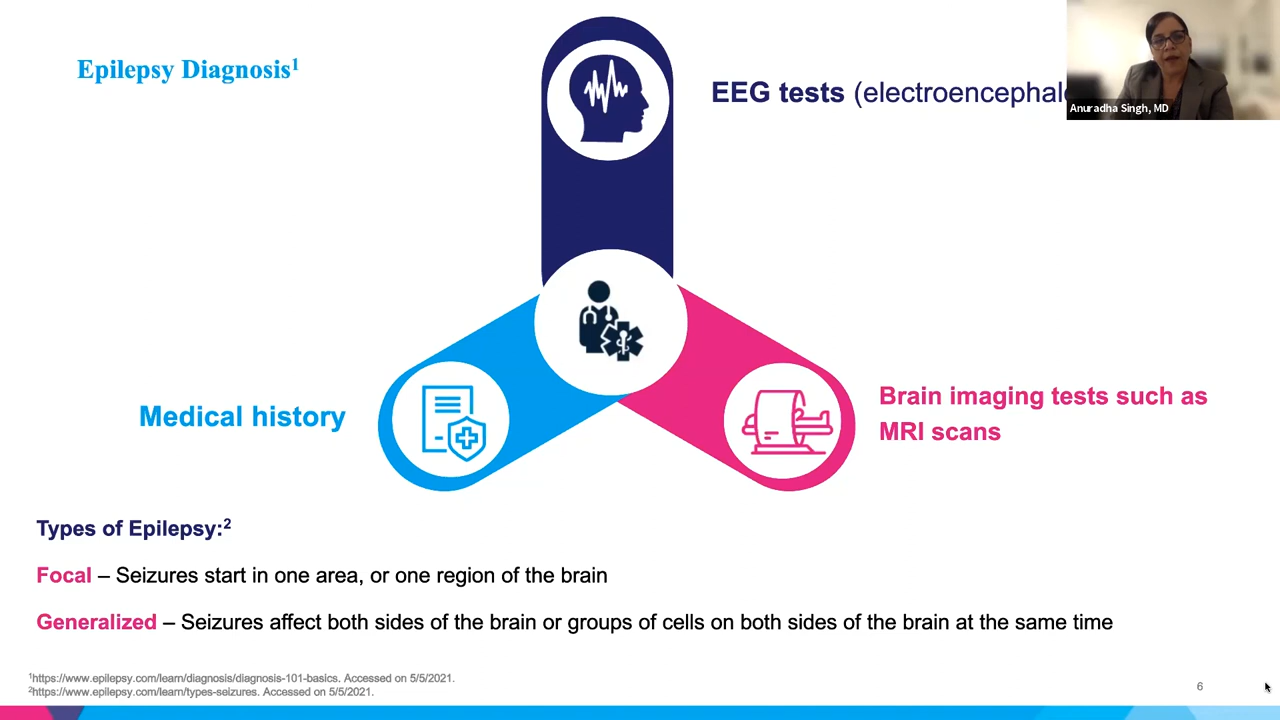 Epilepsy Diagnosis¹
EEG tests (electroencephal
Anuradha Singh, MD
Medical history
Brain imaging tests such as
MRI scans
Types of Epilepsy:²
Focal – Seizures start in one area, or one region of the brain
Generalized – Seizures affect both sides of the brain or groups of cells on both sides of the brain at the same time
¹https://www.epilepsy.com/learn/diagnosis/diagnosis-101-basics. Accessed on 5/5/2021.
²https://www.epilepsy.com/learn/types-seizures. Accessed on 5/5/2021.
6